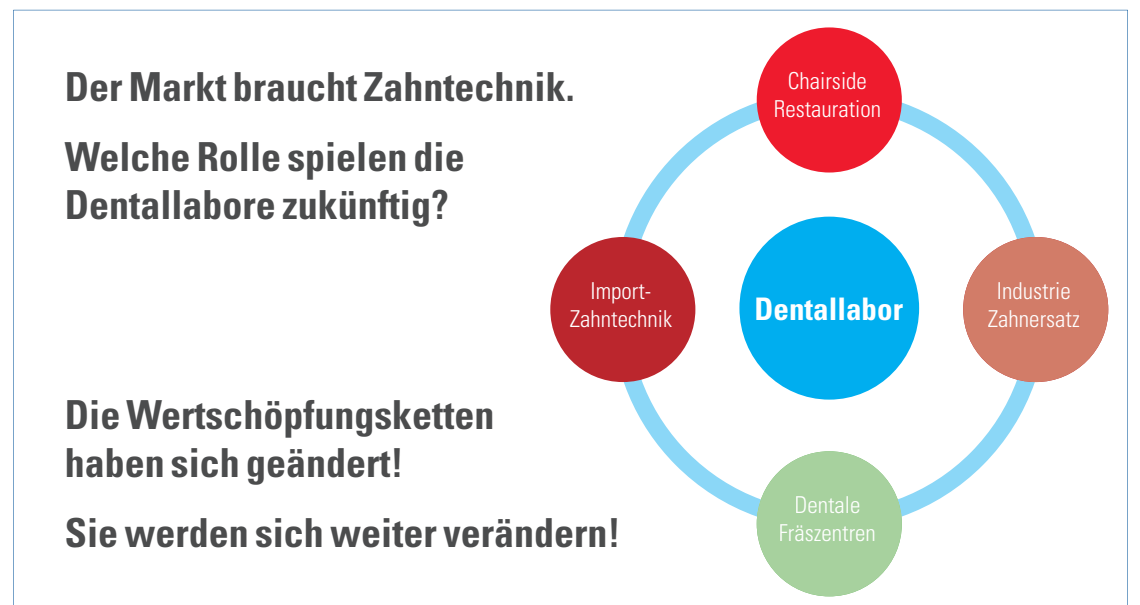 Der Markt braucht Zahntechnik.
Welche Rolle spielen die
Dentallabore zukünftig?
Die Wertschöpfungsketten
haben sich geändert!
Sie werden sich weiter verändern!
Chairside
Restauration
Import-
Zahntechnik
Dentallabor
Industrie
Zahnersatz
Dentale
Fräszentren